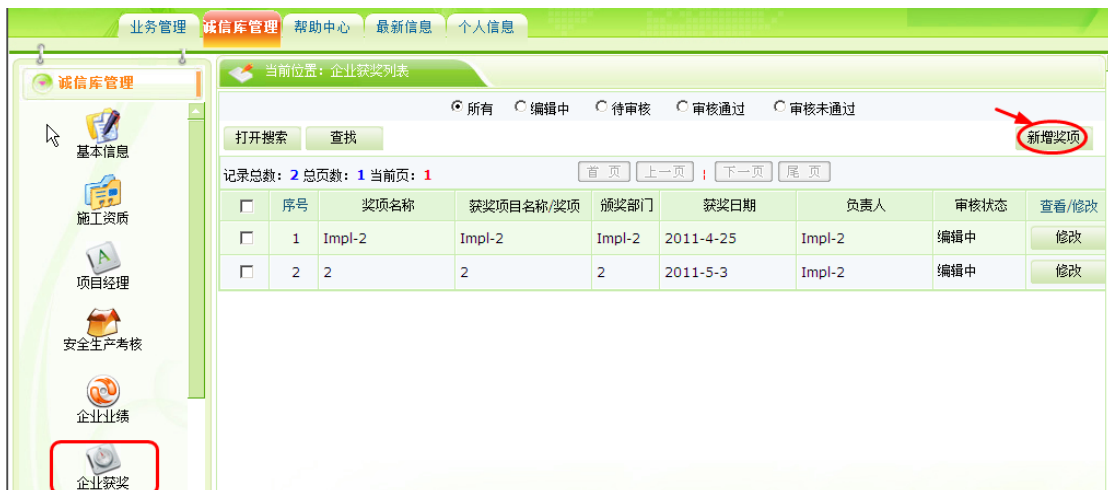 业务管理 诚信库管理 帮助中心 最新信息 个人信息
诚信库管理
基本信息
施工资质
项目经理
安全生产考核
企业业绩
企业获奖
当前位置：企业获奖列表
所有 编辑中 待审核 审核通过 审核未通过
打开搜索 查找 新增奖项
记录总数：2 总页数：1 当前页：1 首 页 上一页 ¦ 下一页 尾 页
序号 奖项名称 获奖项目名称/奖项 颁奖部门 获奖日期 负责人 审核状态 查看/修改
1 Impl-2 Impl-2 Impl-2 2011-4-25 Impl-2 编辑中 修改
2 2 2 2 2011-5-3 Impl-2 编辑中 修改